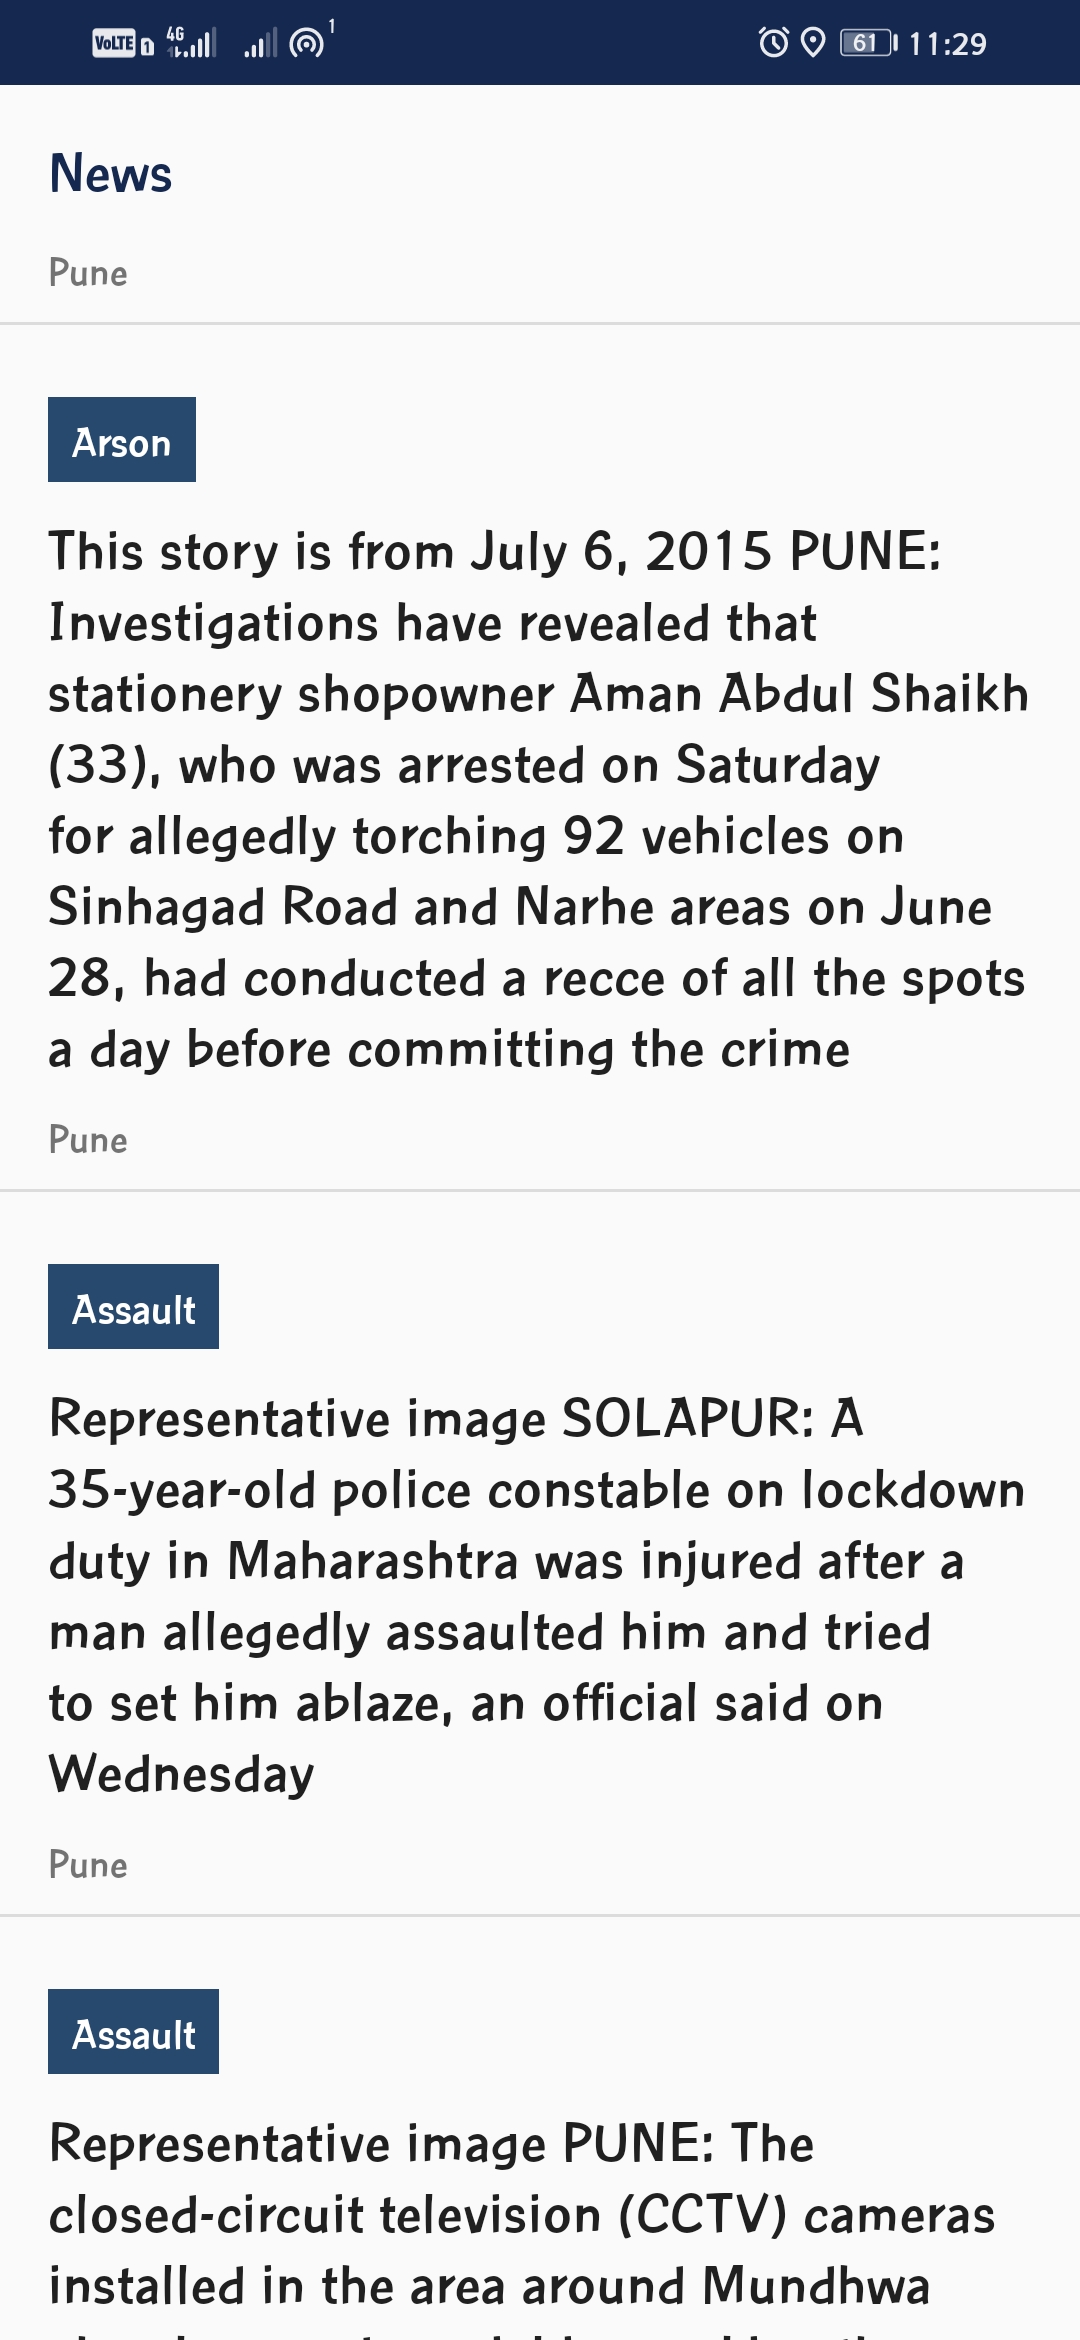 VoLTE 1 4G 1 61 11:29
News
Pune
Arson
This story is from July 6, 2015 PUNE:
Investigations have revealed that
stationery shopowner Aman Abdul Shaikh
(33), who was arrested on Saturday
for allegedly torching 92 vehicles on
Sinhagad Road and Narhe areas on June
28, had conducted a recce of all the spots
a day before committing the crime
Pune
Assault
Representative image SOLAPUR: A
35-year-old police constable on lockdown
duty in Maharashtra was injured after a
man allegedly assaulted him and tried
to set him ablaze, an official said on
Wednesday
Pune
Assault
Representative image PUNE: The
closed-circuit television (CCTV) cameras
installed in the area around Mundhwa